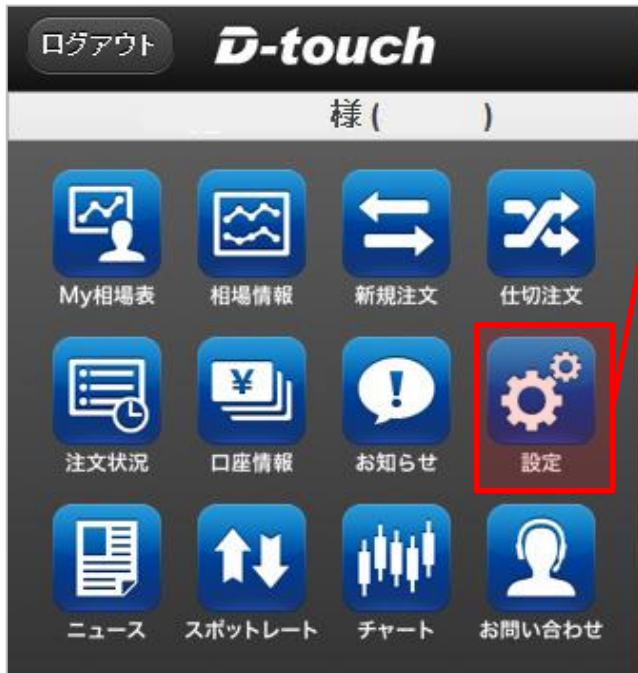 ログアウト D-touch
様 ( )
My相場表 相場情報 新規注文 仕切注文
注文状況 口座情報 お知らせ 設定
ニュース スポットレート チャート お問い合わせ